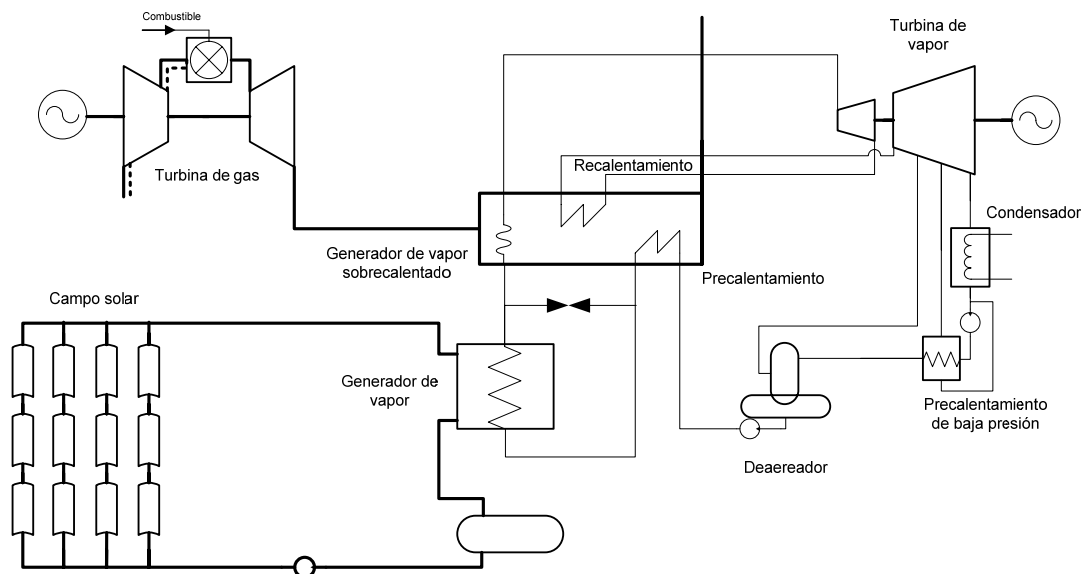 Combustible
Turbina de
vapor
Turbina de gas
Recalentamiento
Condensador
Generador de vapor
sobrecalentado
Precalentamiento
Campo solar
Generador de
vapor
Precalentamiento
de baja presión
Deaereador